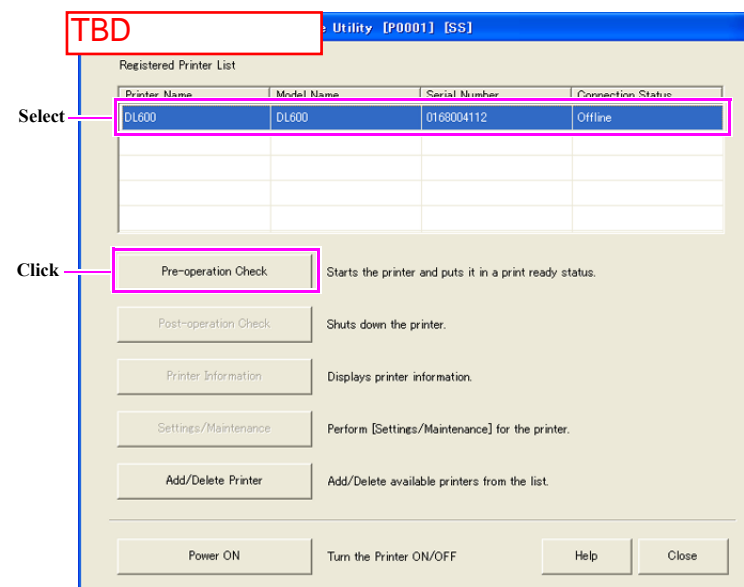 TBD
e Utility [P0001] [SS]
Registered Printer List
Printer Name Model Name Serial Number Connection Status
Select
DL600 DL600 0168004112 Offline
Click
Pre-operation Check Starts the printer and puts it in a print ready status.
Post-operation Check Shuts down the printer.
Printer Information Displays printer information.
Settings/Maintenance Perform [Settings/Maintenance] for the printer.
Add/Delete Printer Add/Delete available printers from the list.
Power ON Turn the Printer ON/OFF Help Close